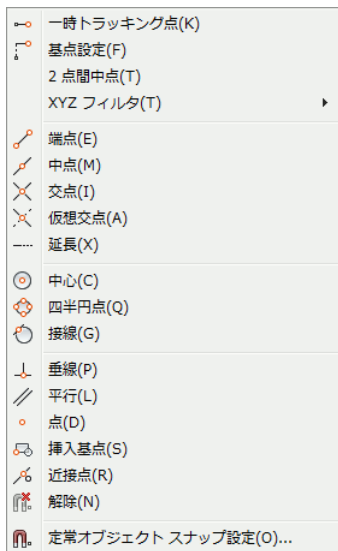 一時トラッキング点(K)
基点設定(F)
2 点間中点(T)
XYZ フィルタ(T)
端点(E)
中点(M)
交点(I)
仮想交点(A)
延長(X)
中心(C)
四半円点(Q)
接線(G)
垂線(P)
平行(L)
点(D)
挿入基点(S)
近接点(R)
解除(N)
定常オブジェクト スナップ設定(O)...